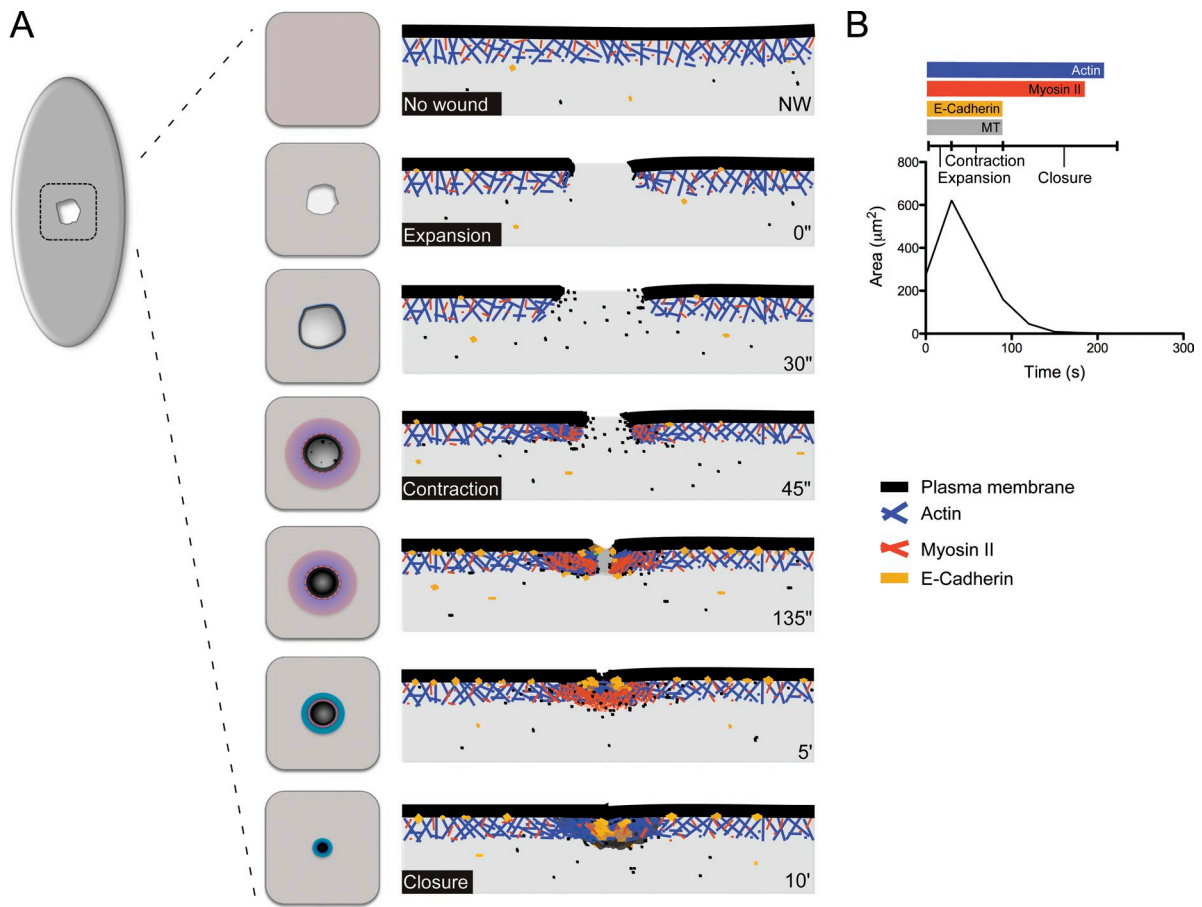 A
No wound
NW
Expansion
0"
30"
Contraction
45"
135"
5'
Closure
10'
B
Actin
Myosin II
E-Cadherin
MT
Contraction
Expansion
Closure
800
600
400
200
0
Area (μm²)
0
100
200
300
Time (s)
Plasma membrane
Actin
Myosin II
E-Cadherin